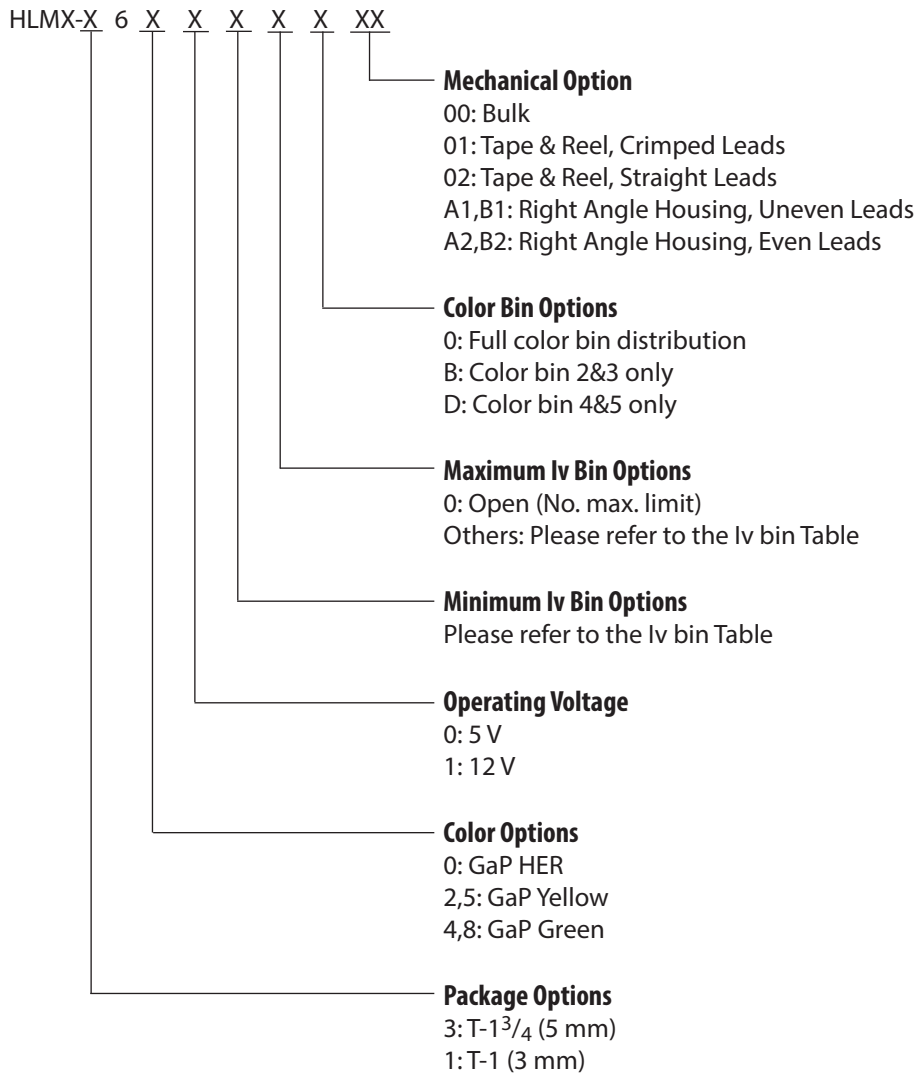 HLMX-X 6 X X X X X XX
Mechanical Option
00: Bulk
01: Tape & Reel, Crimped Leads
02: Tape & Reel, Straight Leads
A1,B1: Right Angle Housing, Uneven Leads
A2,B2: Right Angle Housing, Even Leads
Color Bin Options
0: Full color bin distribution
B: Color bin 2&3 only
D: Color bin 4&5 only
Maximum Iv Bin Options
0: Open (No. max. limit)
Others: Please refer to the Iv bin Table
Minimum Iv Bin Options
Please refer to the Iv bin Table
Operating Voltage
0: 5 V
1: 12 V
Color Options
0: GaP HER
2,5: GaP Yellow
4,8: GaP Green
Package Options
3: T-1 3/4 (5 mm)
1: T-1 (3 mm)